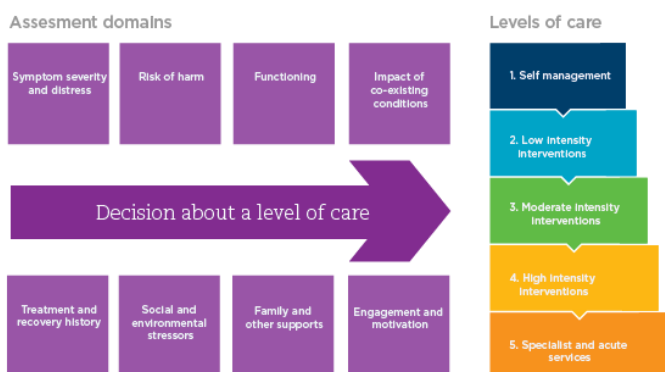 Assesment domains
Levels of care
Symptom severity
and distress
Risk of harm
Functioning
Impact of
co-existing
conditions
1. Self management
2. Low intensity
interventions
3. Moderate intensity
interventions
Decision about a level of care
4. High intensity
interventions
Treatment and
recovery history
Social and
environmental
stressors
Family and
other supports
Engagement and
motivation
5. Specialist and acute
services